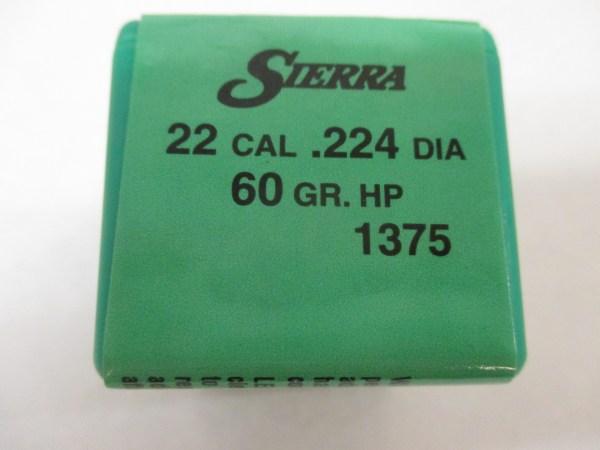 SIERRA
22 CAL .224 DIA
60 GR. HP
1375